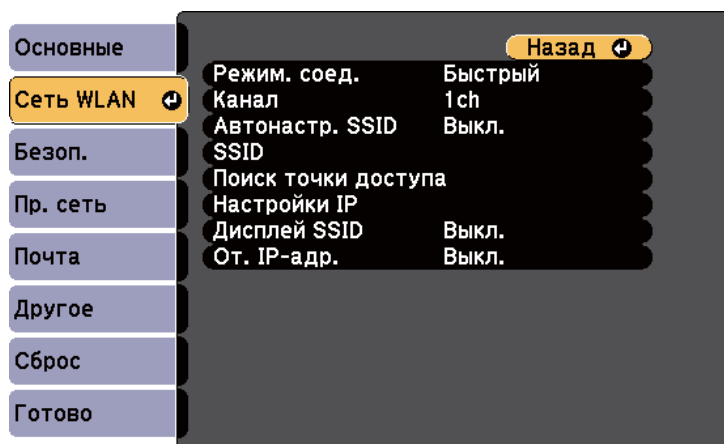 Основные
Сеть WLAN
Безоп.
Пр. сеть
Почта
Другое
Сброс
Готово
Назад
Режим. соед. Быстрый
Канал 1ch
Автонастр. SSID Выкл.
SSID
Поиск точки доступа
Настройки IP
Дисплей SSID Выкл.
От. IP-адр. Выкл.